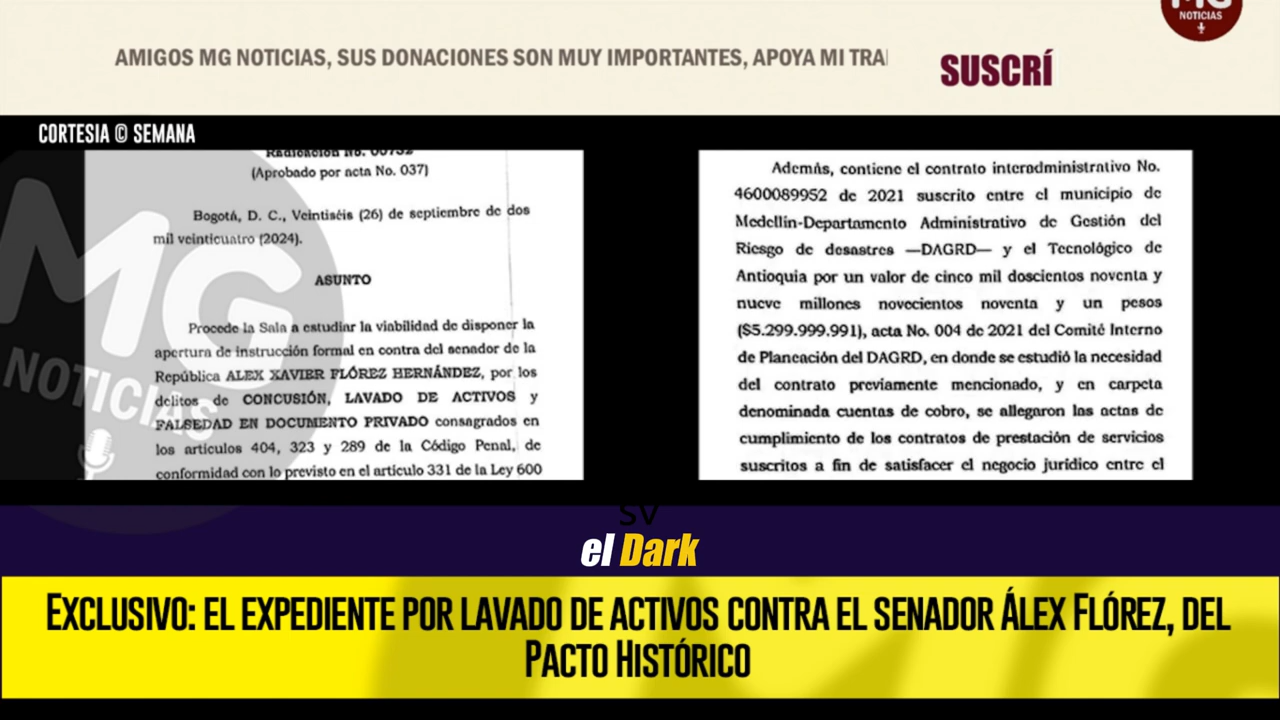 MG
NOTICIAS
AMIGOS MG NOTICIAS, SUS DONACIONES SON MUY IMPORTANTES, APOYA MI
SUSCRÍ
CORTESIA © SEMANA
Radicación No. 00732
(Aprobado por acta No. 037)
Bogotá, D. C., Veintiséis (26) de septiembre de dos
mil veinticuatro (2024).
ASUNTO
Procede la Sala a estudiar la viabilidad de disponer la
apertura de instrucción formal en contra del senador de la
República ALEX XAVIER FLÓREZ HERNÁNDEZ, por los
delitos de CONCUSIÓN, LAVADO DE ACTIVOS y
FALSEDAD EN DOCUMENTO PRIVADO consagrados en
los artículos 404, 323 y 289 de la Código Penal, de
conformidad con lo previsto en el artículo 331 de la Ley 600
Además, contiene el contrato interadministrativo No.
4600089952 de 2021 suscrito entre el municipio de
Medellín-Departamento Administrativo de Gestión del
Riesgo de desastres —DAGRD— y el Tecnológico de
Antioquia por un valor de cinco mil doscientos noventa y
nueve millones novecientos noventa y un pesos
($5.299.999.991), acta No. 004 de 2021 del Comité Interno
de Planeación del DAGRD, en donde se estudió la necesidad
del contrato previamente mencionado, y en carpeta
denominada cuentas de cobro, se allegaron las actas de
cumplimiento de los contratos de prestación de servicios
suscritos a fin de satisfacer el negocio jurídico entre el
MG
NOTICIAS
sv
el Dark
EXCLUSIVO: EL EXPEDIENTE POR LAVADO DE ACTIVOS CONTRA EL SENADOR ÁLEX FLÓREZ, DEL
PACTO HISTÓRICO